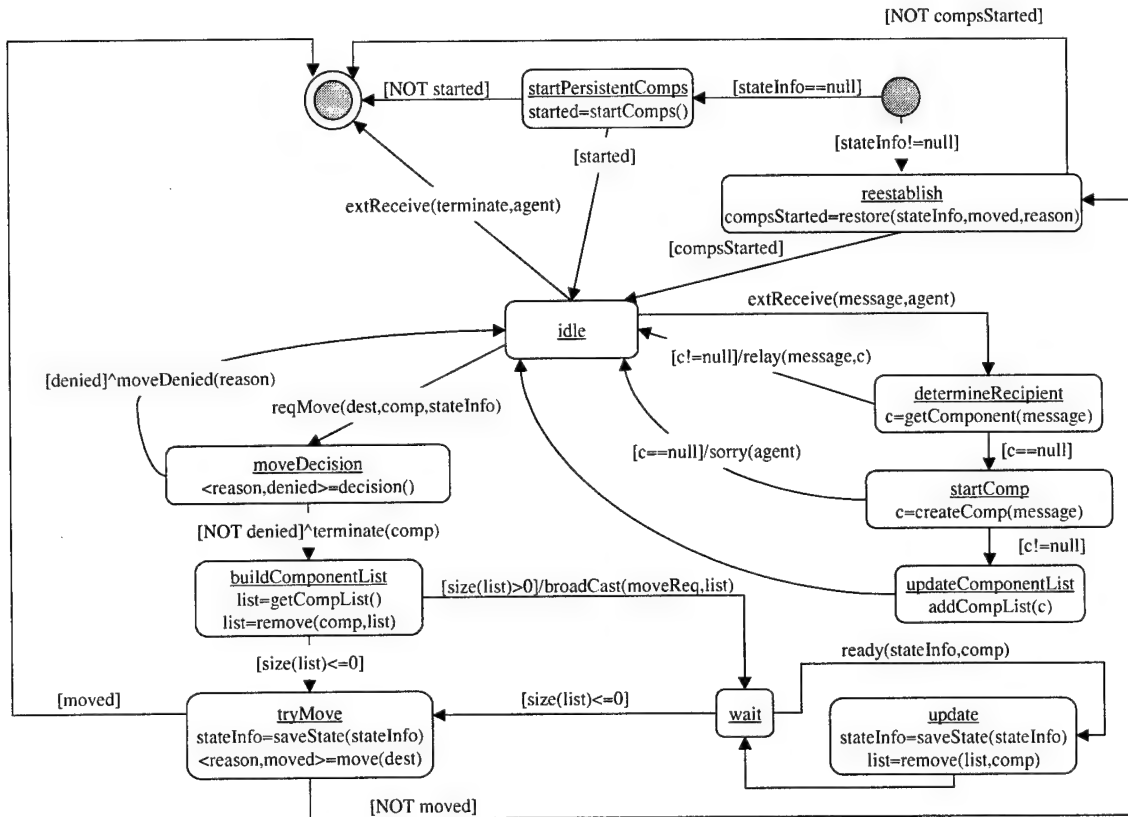 [NOT compsStarted]
[NOT started]
startPersistentComps
started=startComps()
[stateInfo==null]
[stateInfo!=null]
[started]
extReceive(terminate,agent)
reestablish
compsStarted=restore(stateInfo,moved,reason)
[compsStarted]
extReceive(message,agent)
idle
[c!=null]/relay(message,c)
[denied]^moveDenied(reason)
determineRecipient
c=getComponent(message)
reqMove(dest,comp,stateInfo)
[c==null]/sorry(agent)
[c==null]
moveDecision
<reason,denied>=decision()
startComp
c=createComp(message)
[NOT denied]^terminate(comp)
[c!=null]
buildComponentList
list=getCompList()
list=remove(comp,list)
[size(list)>0]/broadCast(moveReq,list)
updateComponentList
addCompList(c)
ready(stateInfo,comp)
[size(list)<=0]
[moved]
tryMove
stateInfo=saveState(stateInfo)
<reason,moved>=move(dest)
[size(list)<=0]
wait
update
stateInfo=saveState(stateInfo)
list=remove(list,comp)
[NOT moved]